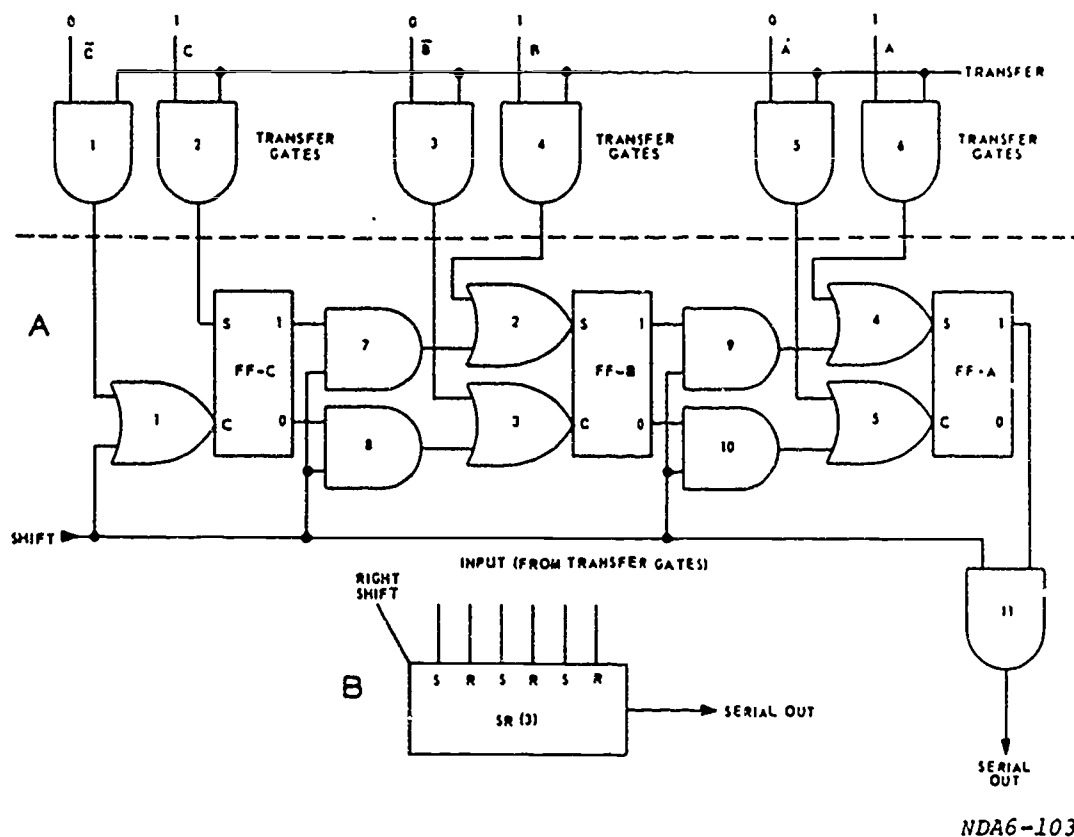 0 1 0 1 0 1
C̅ C B̅ B A̅ A
TRANSFER
1 2 3 4 5 6
TRANSFER GATES
TRANSFER GATES
TRANSFER GATES
A
S 1
FF-C
C 0
7
8
2
3
S 1
FF-B
C 0
9
10
4
5
S 1
FF-A
C 0
1
SHIFT
INPUT (FROM TRANSFER GATES)
11
RIGHT SHIFT
B
S R S R S R
SR (3)
SERIAL OUT
SERIAL OUT
NDA6-103